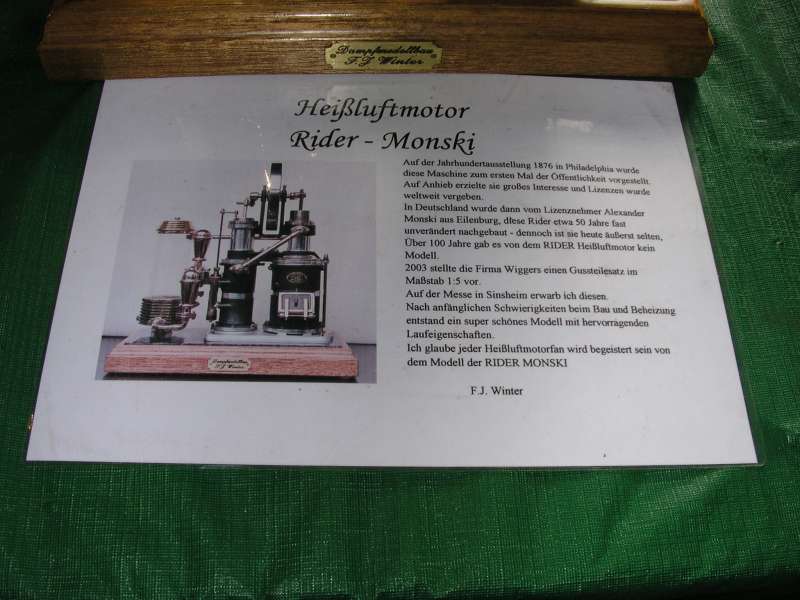 Dampfmodellbau
F.J Winter
Heißluftmotor
Rider - Monski
Auf der Jahrhundertausstellung 1876 in Philadelphia wurde
diese Maschine zum ersten Mal der Öffentlichkeit vorgestellt.
Auf Anhieb erzielte sie großes Interesse und Lizenzen wurde
weltweit vergeben.
In Deutschland wurde dann vom Lizenznehmer Alexander
Monski aus Eilenburg, diese Rider etwa 50 Jahre fast
unverändert nachgebaut - dennoch ist sie heute äußerst selten,
Über 100 Jahre gab es von dem RIDER Heißluftmotor kein
Modell.
2003 stellte die Firma Wiggers einen Gussteilesatz im
Maßstab 1:5 vor.
Auf der Messe in Sinsheim erwarb ich diesen.
Nach anfänglichen Schwierigkeiten beim Bau und Beheizung
entstand ein super schönes Modell mit hervorragenden
Laufeigenschaften.
Ich glaube jeder Heißluftmotorfan wird begeistert sein von
dem Modell der RIDER MONSKI
F.J. Winter
Dampfmodellbau
F.J Winter